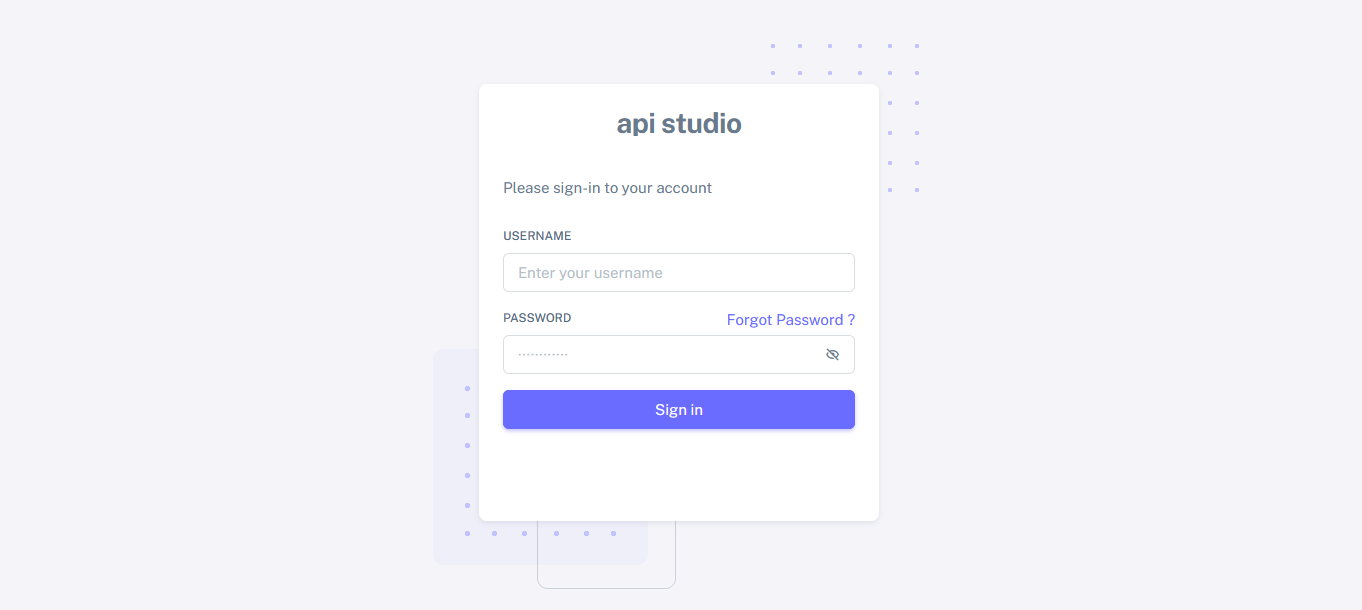 api studio
Please sign-in to your account
USERNAME
Enter your username
PASSWORD
Forgot Password ?
············
Sign in